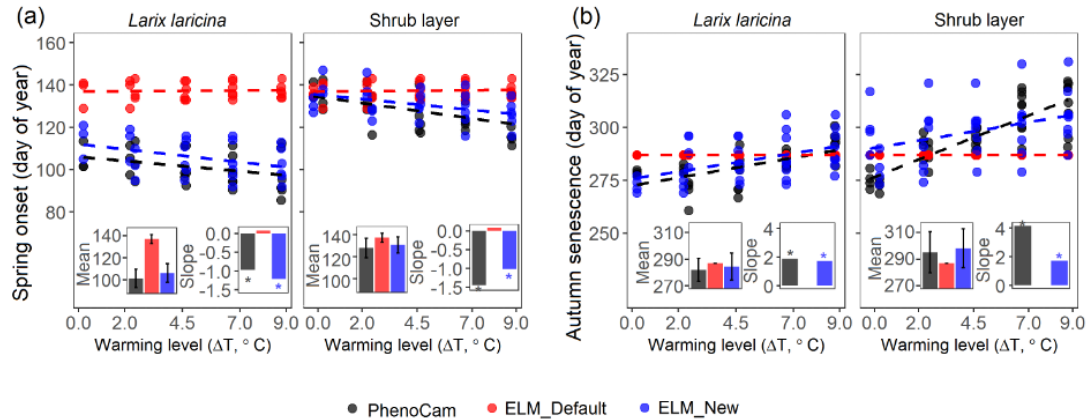 (a)
Larix laricina
Shrub layer
Spring onset (day of year)
160
140
120
100
80
Mean
140
120
100
Slope
0.0
-0.5
-1.0
-1.5
*
*
Mean
140
120
100
Slope
0.0
-0.5
-1.0
-1.5
*
*
0.0 2.0 4.5 7.0 9.0
0.0 2.0 4.5 7.0 9.0
Warming level (ΔT, ° C)
Warming level (ΔT, ° C)
(b)
Larix laricina
Shrub layer
Autumn senescence (day of year)
325
300
275
250
Mean
310
290
270
Slope
4
2
0
*
*
Mean
310
290
270
Slope
4
2
0
*
*
0.0 2.0 4.5 7.0 9.0
0.0 2.0 4.5 7.0 9.0
Warming level (ΔT, ° C)
Warming level (ΔT, ° C)
PhenoCam ELM_Default ELM_New